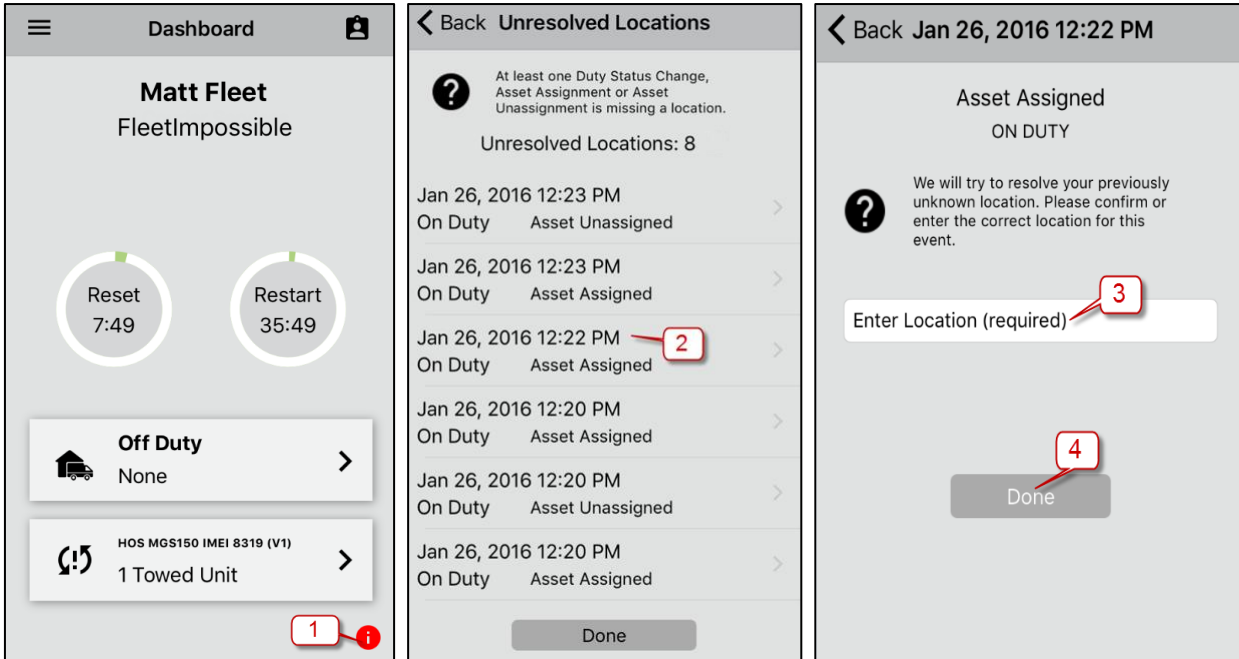 Dashboard
Matt Fleet
FleetImpossible
Reset
7:49
Restart
35:49
Off Duty
None
HOS MGS150 IMEI 8319 (V1)
1 Towed Unit
1
i
Back Unresolved Locations
?
At least one Duty Status Change,
Asset Assignment or Asset
Unassignment is missing a location.
Unresolved Locations: 8
Jan 26, 2016 12:23 PM
On Duty Asset Unassigned
Jan 26, 2016 12:23 PM
On Duty Asset Assigned
Jan 26, 2016 12:22 PM
2
On Duty Asset Assigned
Jan 26, 2016 12:20 PM
On Duty Asset Assigned
Jan 26, 2016 12:20 PM
On Duty Asset Unassigned
Jan 26, 2016 12:20 PM
On Duty Asset Assigned
Done
Back Jan 26, 2016 12:22 PM
Asset Assigned
ON DUTY
?
We will try to resolve your previously
unknown location. Please confirm or
enter the correct location for this
event.
3
Enter Location (required)
4
Done